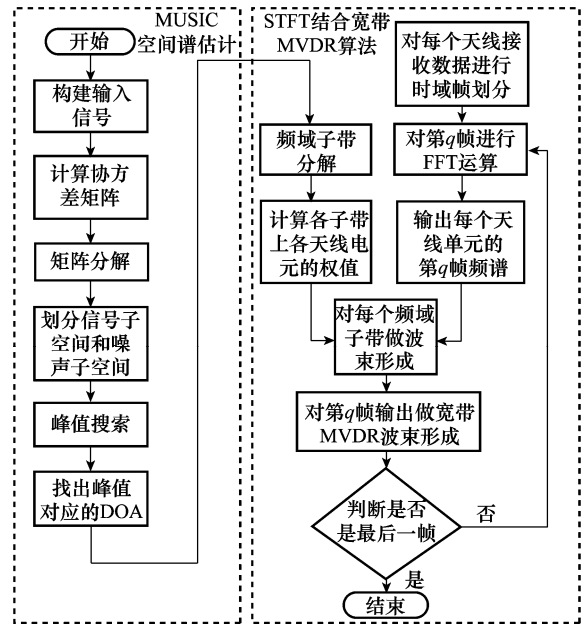 MUSIC
空间谱估计
开始
构建输入
信号
计算协方
差矩阵
矩阵分解
划分信号子
空间和噪
声子空间
峰值搜索
找出峰值
对应的DOA
STFT结合宽带
MVDR算法
对每个天线接
收数据进行
时域帧划分
频域子带
分解
对第q帧进行
FFT运算
计算各子带
上各天线电
元的权值
输出每个天
线单元的
第q帧频谱
对每个频域
子带做波
束形成
对第q帧输出做宽带
MVDR波束形成
判断是否
是最后一帧
否
是
结束